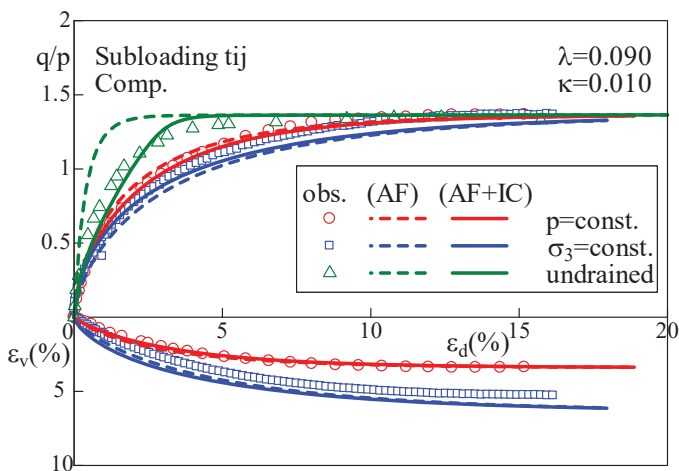 2
q/p Subloading tij λ=0.090
Comp. κ=0.010
1.5
1
obs. (AF) (AF+IC)
p=const.
0.5
σ3=const.
undrained
0
0 5 10 15 20
εv(%) εd(%)
5
10